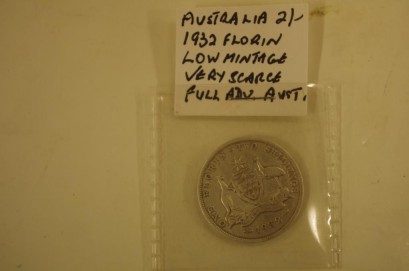 AUSTRALIA 2/-
1932 FLORIN
LOW MINTAGE
VERY SCARCE
FULL ADV. AUST.